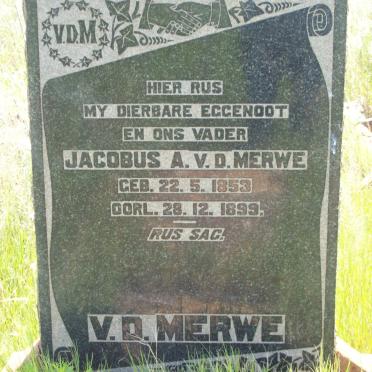 V.D.M
HIER RUS
MY DIERBARE EGGENOOT
EN ONS VADER
JACOBUS A. V. D. MERWE
GEB. 22. 5. 1853
OORL. 28. 12. 1899.
RUS SAG.
V. D. MERWE